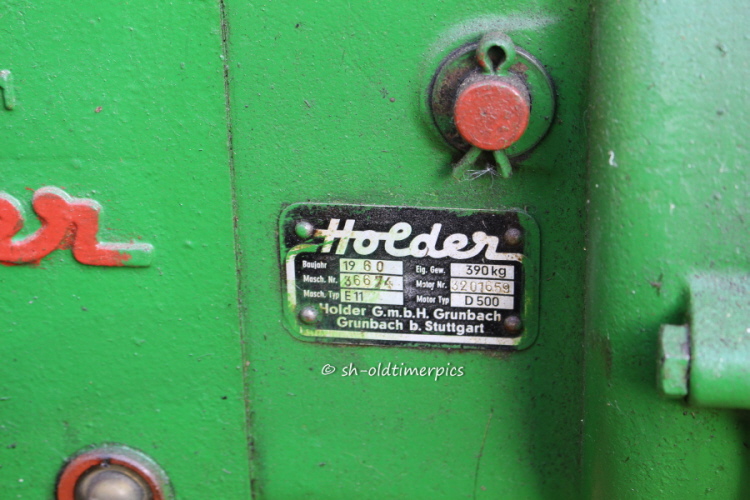 er
Holder
Baujahr 1960 Eig. Gew. 390 kg
Masch. Nr. 36674 Motor Nr. 3201659
Masch. Typ E11 Motor Typ D 500
Holder G.m.b.H. Grunbach
Grunbach b. Stuttgart
© sh-oldtimerpics